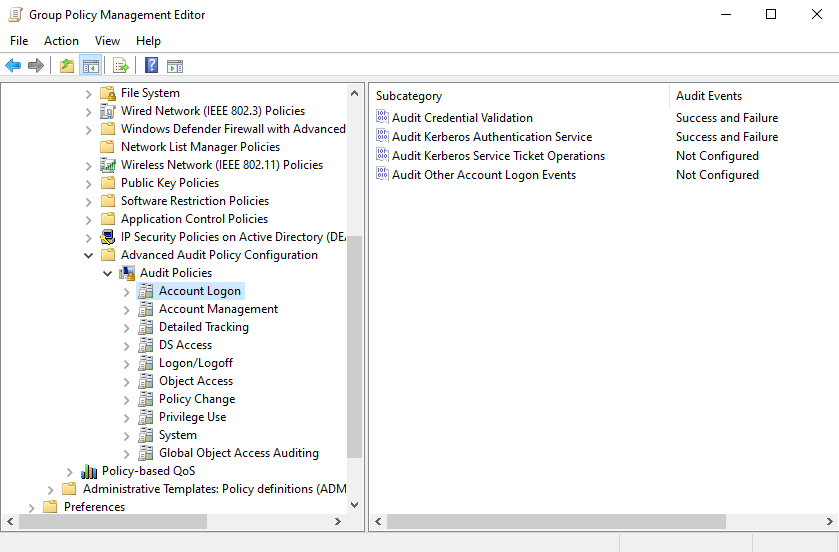 Group Policy Management Editor
File Action View Help
File System
Wired Network (IEEE 802.3) Policies
Windows Defender Firewall with Advanced
Network List Manager Policies
Wireless Network (IEEE 802.11) Policies
Public Key Policies
Software Restriction Policies
Application Control Policies
IP Security Policies on Active Directory (DEA
Advanced Audit Policy Configuration
Audit Policies
Account Logon
Account Management
Detailed Tracking
DS Access
Logon/Logoff
Object Access
Policy Change
Privilege Use
System
Global Object Access Auditing
Policy-based QoS
Administrative Templates: Policy definitions (ADM
Preferences
Subcategory Audit Events
Audit Credential Validation Success and Failure
Audit Kerberos Authentication Service Success and Failure
Audit Kerberos Service Ticket Operations Not Configured
Audit Other Account Logon Events Not Configured